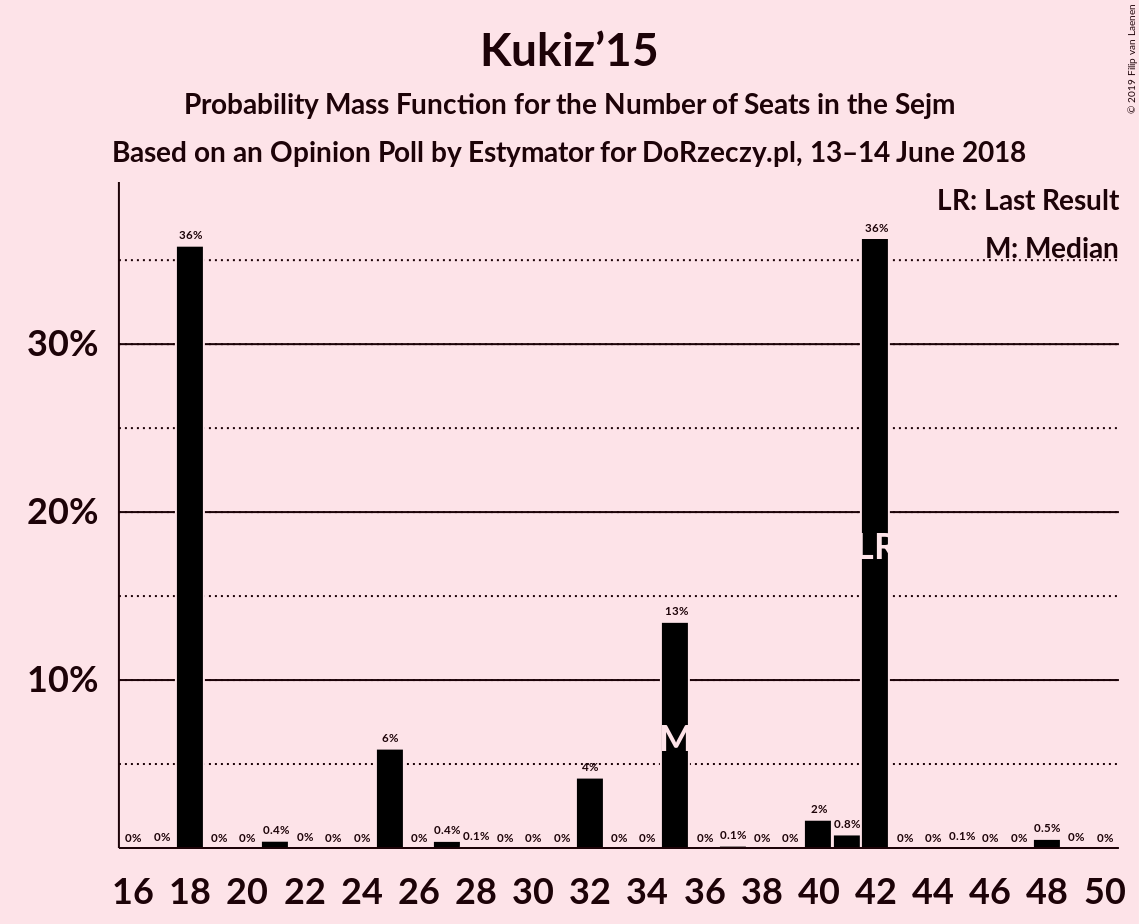 Kukiz’15
Probability Mass Function for the Number of Seats in the Sejm
Based on an Opinion Poll by Estymator for DoRzeczy.pl, 13–14 June 2018
© 2019 Filip van Laenen
LR: Last Result
M: Median
30%
20%
10%
0% 0% 36% 0% 0% 0.4% 0% 0% 0% 6% 0% 0.4% 0.1% 0% 0% 0% 4% 0% 0% 13% 0% 0.1% 0% 0% 2% 0.8% 36% 0% 0% 0.1% 0% 0% 0.5% 0% 0%
LR
M
16 18 20 22 24 26 28 30 32 34 36 38 40 42 44 46 48 50